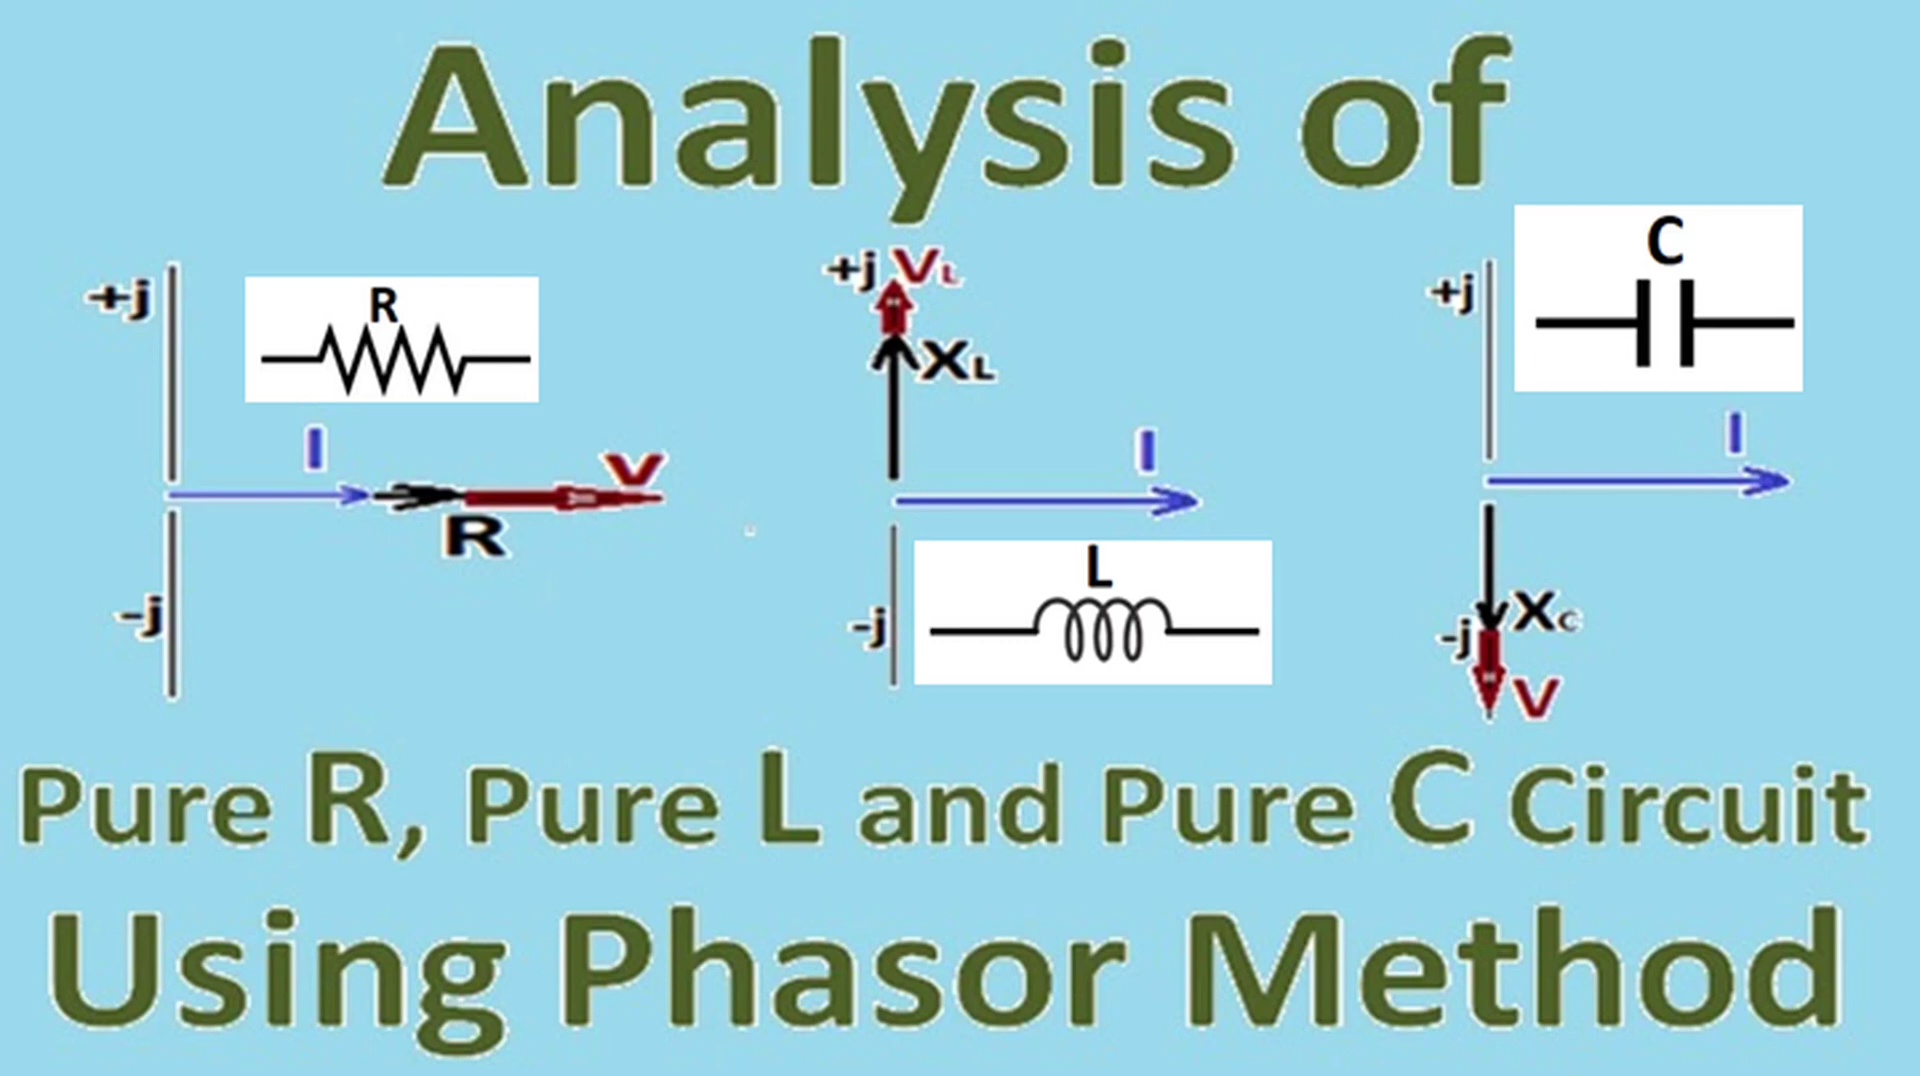 Analysis of
+j
R
I
V
R
-j
+j VL
XL
I
L
-j
C
+j
I
XC
-j
V
Pure R, Pure L and Pure C Circuit
Using Phasor Method